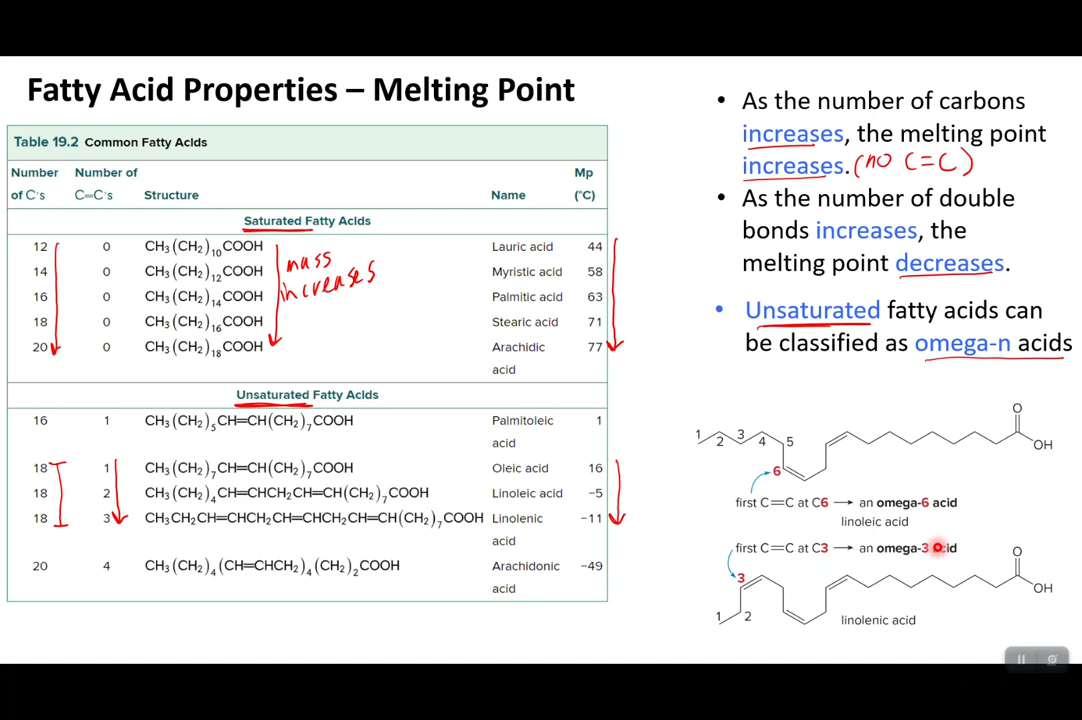 Fatty Acid Properties – Melting Point
Table 19.2 Common Fatty Acids
Number Number of Mp
of C's C=C's Structure Name (°C)
Saturated Fatty Acids
12 0 CH₃(CH₂)₁₀COOH Lauric acid 44
14 0 CH₃(CH₂)₁₂COOH Myristic acid 58
16 0 CH₃(CH₂)₁₄COOH Palmitic acid 63
18 0 CH₃(CH₂)₁₆COOH Stearic acid 71
20 0 CH₃(CH₂)₁₈COOH Arachidic 77
acid
mass
increases
Unsaturated Fatty Acids
16 1 CH₃(CH₂)₅CH=CH(CH₂)₇COOH Palmitoleic 1
acid
18 1 CH₃(CH₂)₇CH=CH(CH₂)₇COOH Oleic acid 16
18 2 CH₃(CH₂)₄CH=CHCH₂CH=CH(CH₂)₇COOH Linoleic acid −5
18 3 CH₃CH₂CH=CHCH₂CH=CHCH₂CH=CH(CH₂)₇COOH Linolenic −11
acid
20 4 CH₃(CH₂)₄(CH=CHCH₂)₄(CH₂)₂COOH Arachidonic −49
acid
• As the number of carbons
increases, the melting point
increases. (no C=C)
• As the number of double
bonds increases, the
melting point decreases.
• Unsaturated fatty acids can
be classified as omega-n acids
O
1 2 3 4 5 OH
6
first C=C at C6 → an omega-6 acid
linoleic acid
first C=C at C3 → an omega-3 acid
O
3 OH
1 2 linolenic acid